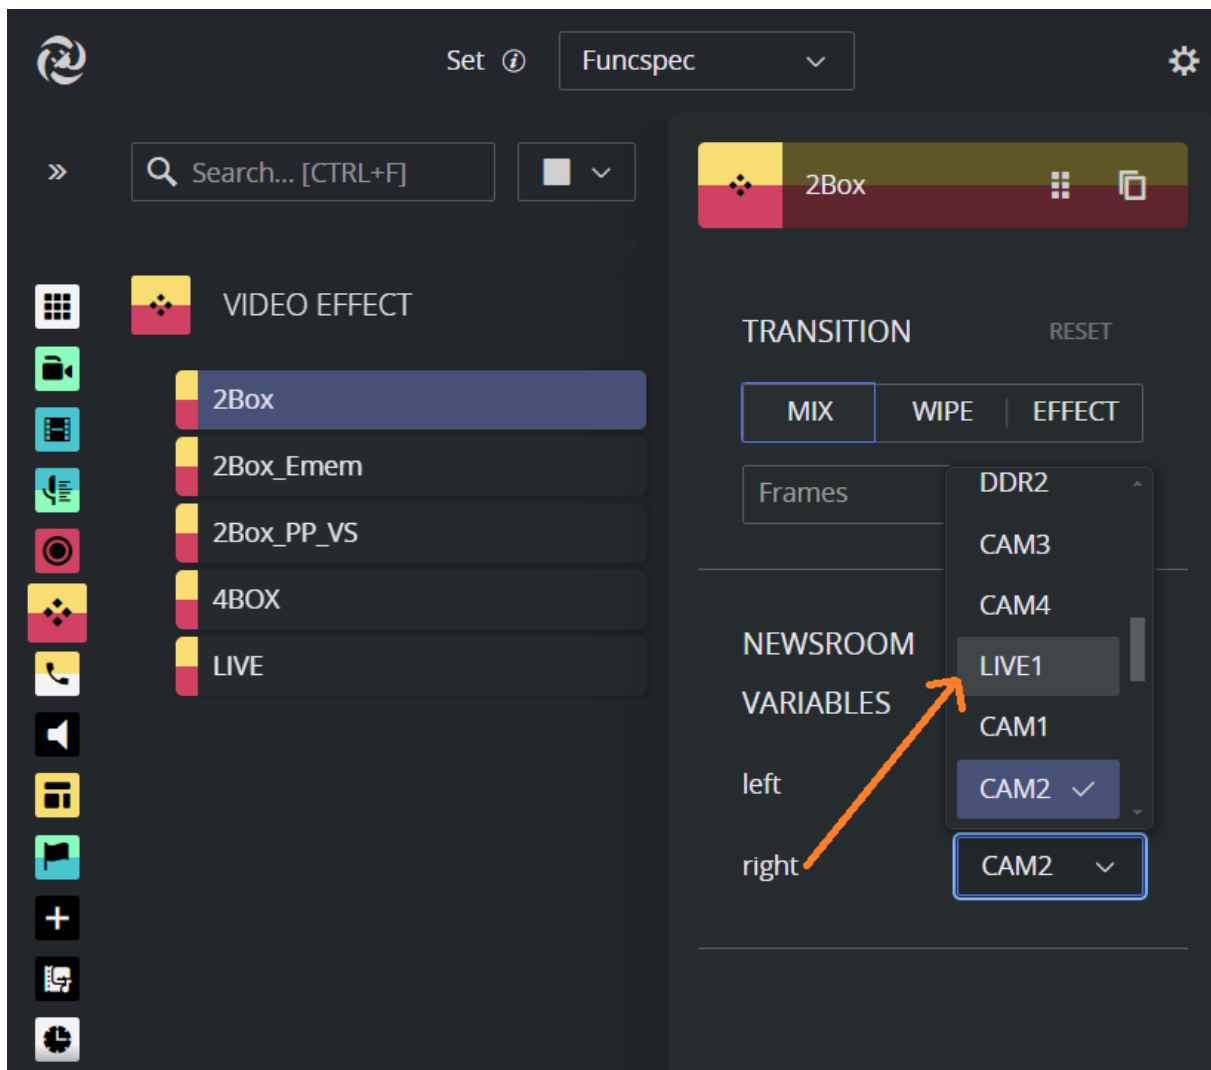 Set
Funcspec
Search... [CTRL+F]
2Box
VIDEO EFFECT
2Box
2Box_Emem
2Box_PP_VS
4BOX
LIVE
TRANSITION
RESET
MIX
WIPE
EFFECT
Frames
DDR2
CAM3
CAM4
LIVE1
CAM1
CAM2
NEWSROOM
VARIABLES
left
right
CAM2